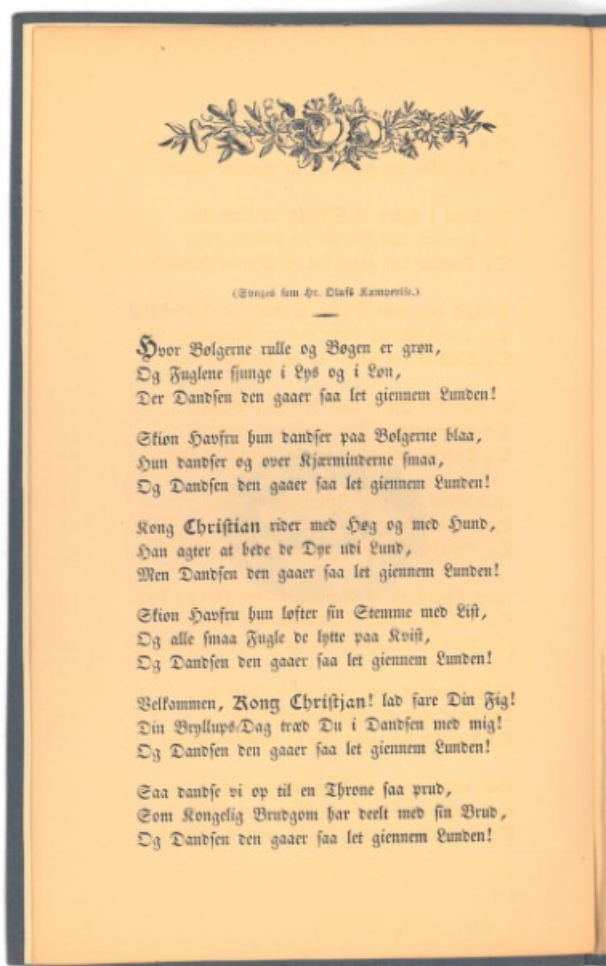 (Synges som Hr. Olufs Kæmpevise.)
Hvor Bølgerne rulle og Bøgen er grøn,
Og Fuglene sjunge i Lys og i Løn,
Der Dandsen den gaaer saa let giennem Lunden!
Skiøn Havfru hun dandser paa Bølgerne blaa,
Hun dandser og over Kjærminderne smaa,
Og Dandsen den gaaer saa let giennem Lunden!
Kong Christian rider med Høg og med Hund,
Han agter at bede de Dyr udi Lund,
Men Dandsen den gaaer saa let giennem Lunden!
Skiøn Havfru hun løfter sin Stemme med List,
Og alle smaa Fugle de lytte paa Kvist,
Og Dandsen den gaaer saa let giennem Lunden!
Velkommen, Kong Christjan! lad fare Din Fig!
Din Bryllups-Dag træd Du i Dandsen med mig!
Og Dandsen den gaaer saa let giennem Lunden!
Saa dandse vi op til en Throne saa prud,
Som Kongelig Brudgom har deelt med sin Brud,
Og Dandsen den gaaer saa let giennem Lunden!